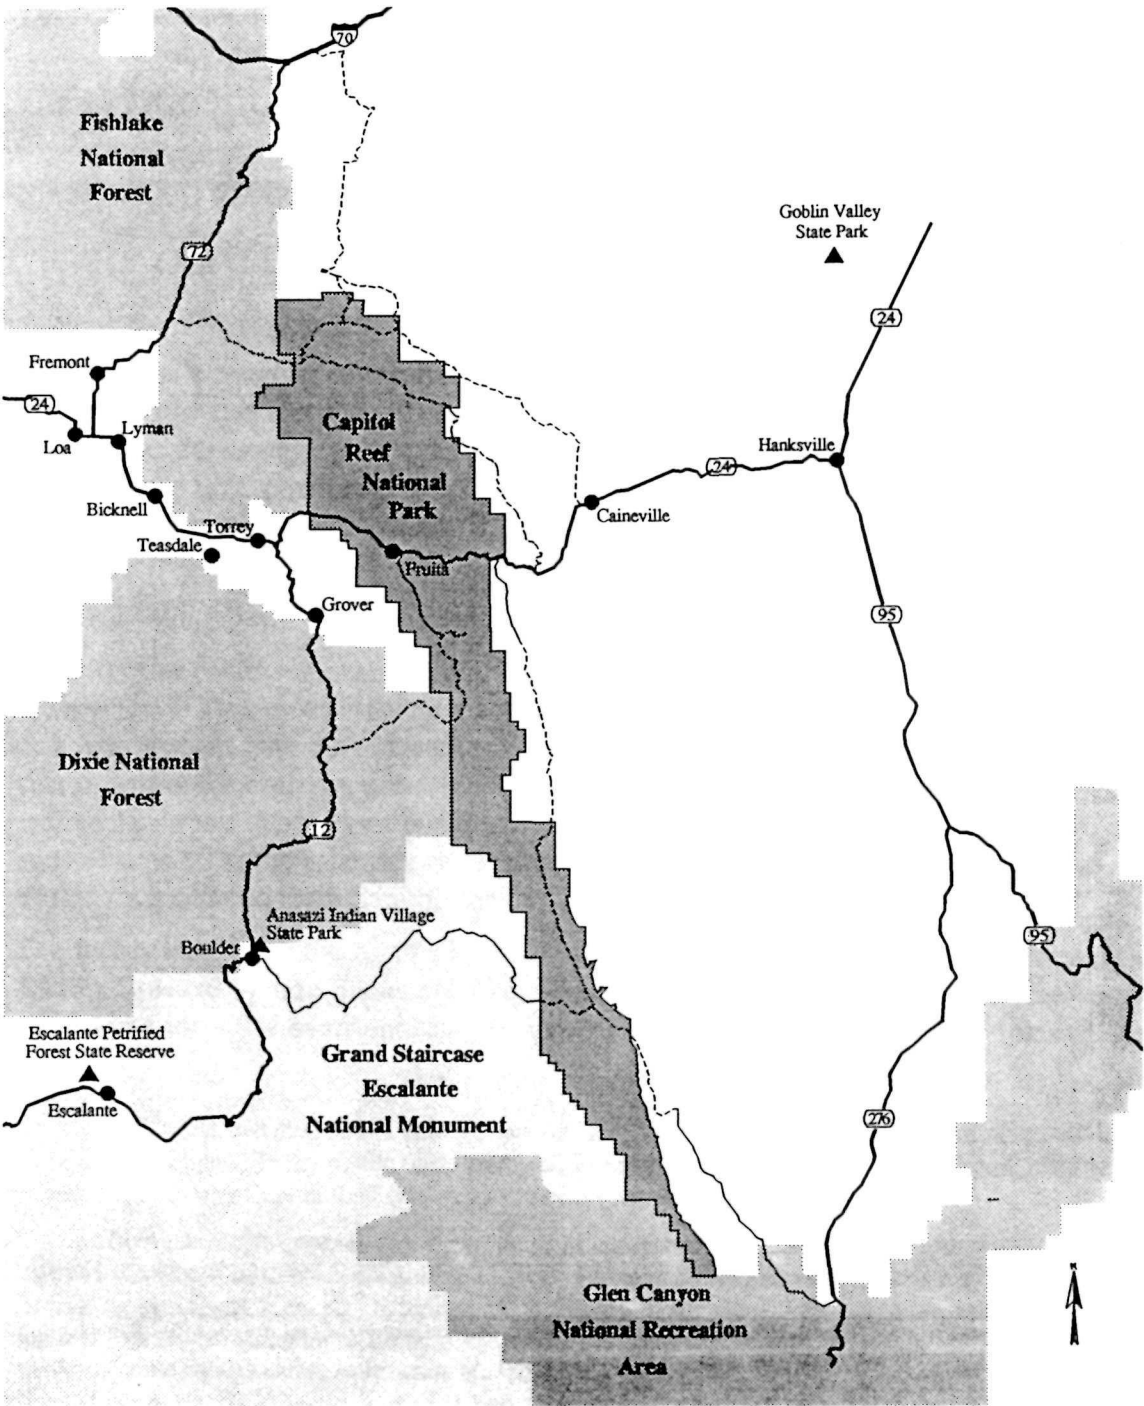 70
Fishlake
National
Forest
Goblin Valley
State Park
72
24
Fremont
24
Lyman
Loa
Capitol
Reef
National
Park
Hanksville
24
Bicknell
Caineville
Torrey
Teasdale
Fruita
Grover
95
Dixie National
Forest
12
Anasazi Indian Village
State Park
Boulder
95
Escalante Petrified
Forest State Reserve
Grand Staircase
Escalante
National Monument
Escalante
276
N
Glen Canyon
National Recreation
Area